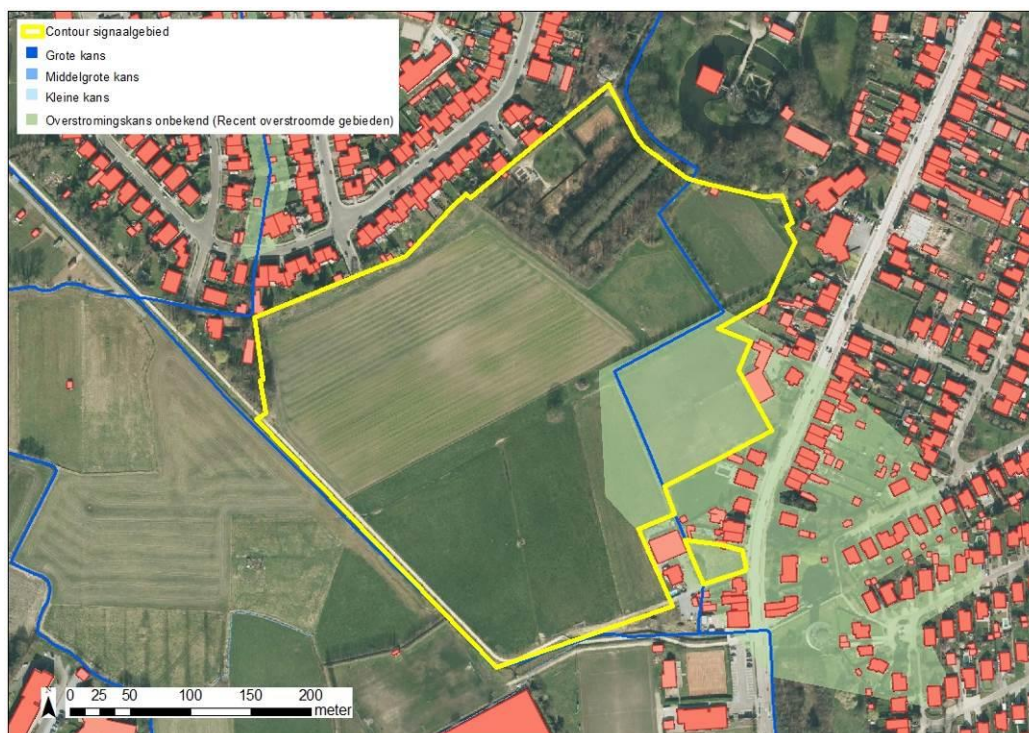 Contour signaalgebied
Grote kans
Middelgrote kans
Kleine kans
Overstromingskans onbekend (Recent overstroomde gebieden)
0 25 50 100 150 200
meter